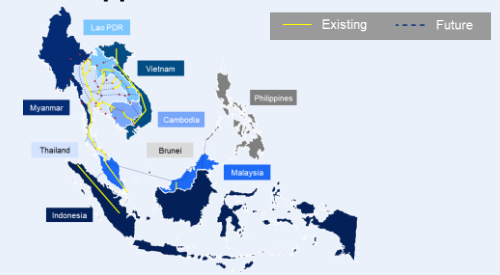 Existing
Future
Lao PDR
Vietnam
Philippines
Myanmar
Cambodia
Thailand
Brunei
Malaysia
Indonesia